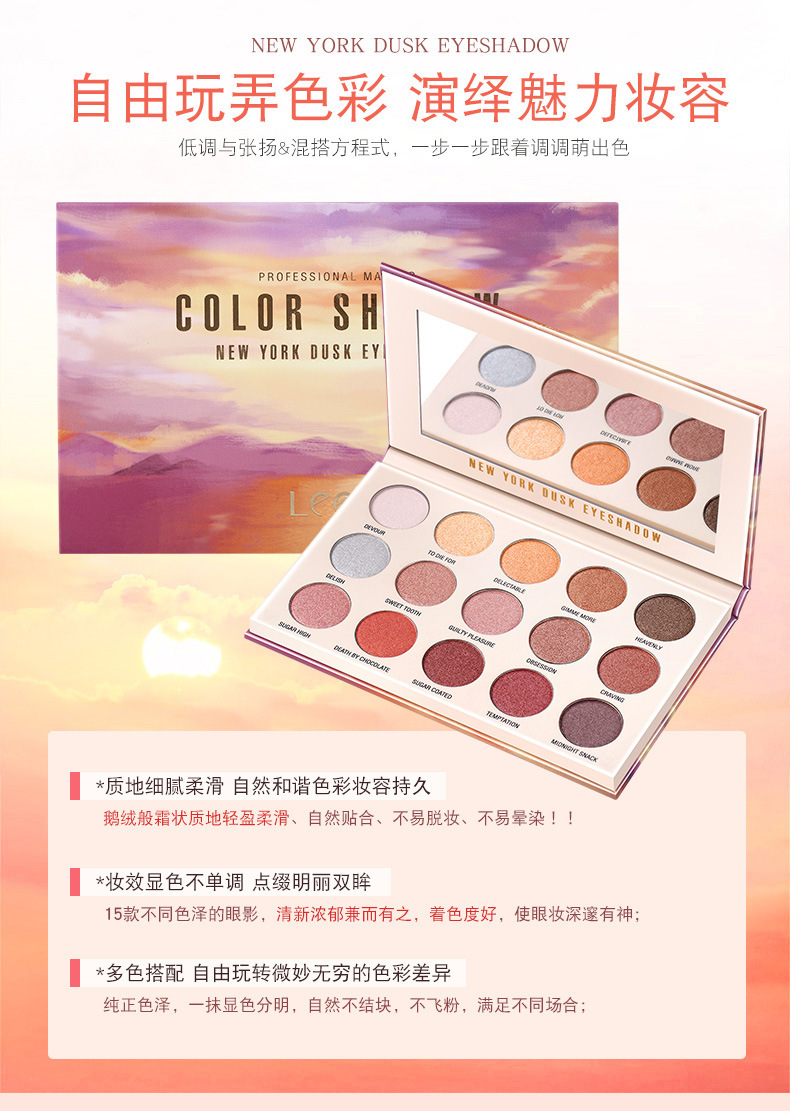 NEW YORK DUSK EYESHADOW
自由玩弄色彩 演绎魅力妆容
低调与张扬&混搭方程式，一步一步跟着调调萌出色
PROFESSIONAL
COLOR
NEW YORK DUSK
DEVOUR
TO DIE FOR
DEFECTABLE
GIMME MORE
NEW YORK DUSK EYESHADOW
DEVOUR
TO DIE FOR
DELECTABLE
GIMME MORE
HEAVENLY
DELISH
SWEET TOOTH
GUILTY PLEASURE
OBSESSION
CRAVING
SUGAR HIGH
DEATH BY CHOCOLATE
SUGAR COATED
TEMPTATION
MIDNIGHT SNACK
*质地细腻柔滑 自然和谐色彩妆容持久
鹅绒般霜状质地轻盈柔滑、自然贴合、不易脱妆、不易晕染！！
*妆效显色不单调 点缀明丽双眸
15款不同色泽的眼影，清新浓郁兼而有之，着色度好，使眼妆深邃有神；
*多色搭配 自由玩转微妙无穷的色彩差异
纯正色泽，一抹显色分明，自然不结块，不飞粉，满足不同场合；